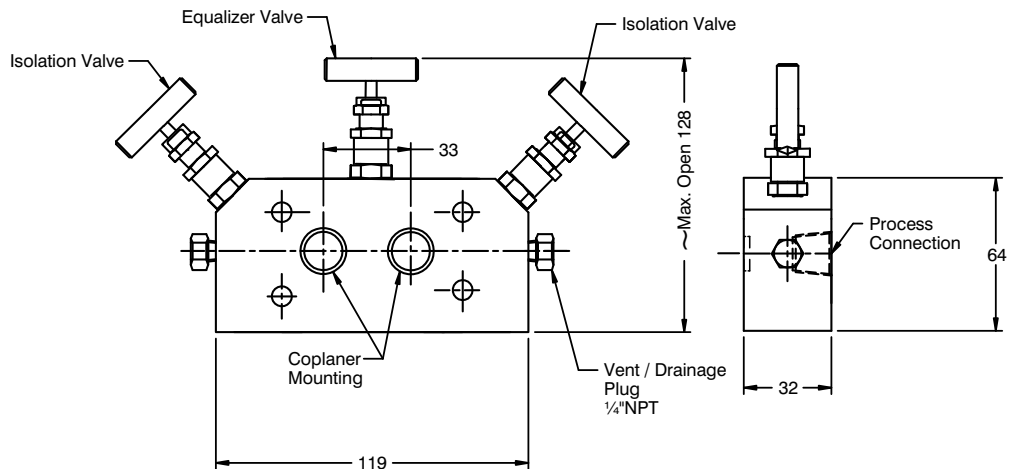 Equalizer Valve
Isolation Valve
Isolation Valve
33
~Max. Open 128
Process
Connection
64
Coplaner
Mounting
Vent / Drainage
Plug
¼"NPT
32
119